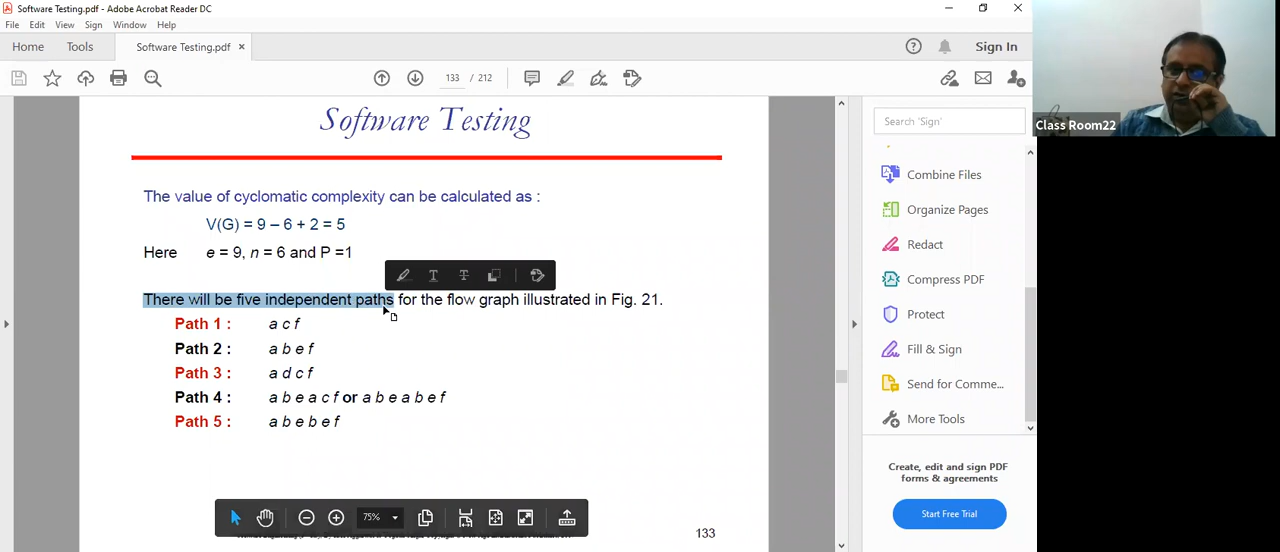 Software Testing.pdf - Adobe Acrobat Reader DC
File Edit View Sign Window Help
Home Tools Software Testing.pdf × Sign In
133 / 212
Software Testing
The value of cyclomatic complexity can be calculated as :
V(G) = 9 – 6 + 2 = 5
Here e = 9, n = 6 and P =1
There will be five independent paths for the flow graph illustrated in Fig. 21.
Path 1 : a c f
Path 2 : a b e f
Path 3 : a d c f
Path 4 : a b e a c f or a b e a b e f
Path 5 : a b e b e f
75%
133
Search 'Sign'
Combine Files
Organize Pages
Redact
Compress PDF
Protect
Fill & Sign
Send for Comme...
More Tools
Create, edit and sign PDF
forms & agreements
Start Free Trial
Class Room22